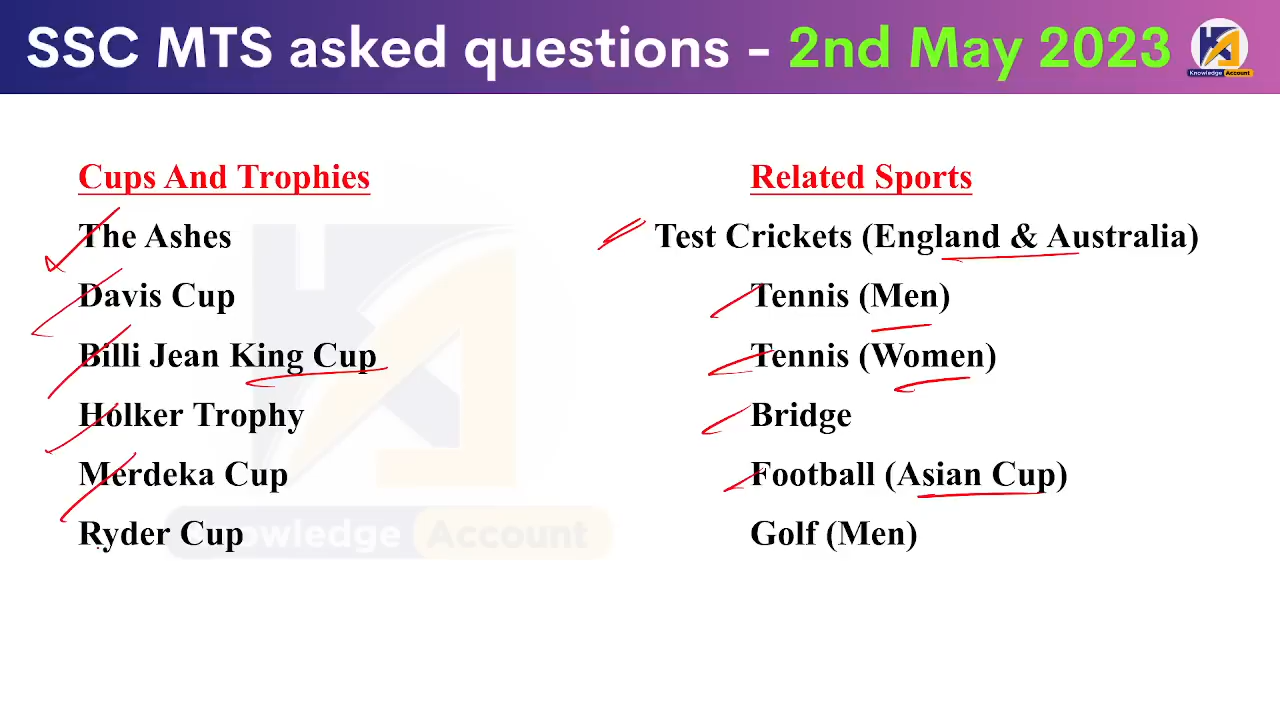 SSC MTS asked questions - 2nd May 2023
Knowledge Account
Cups And Trophies Related Sports
The Ashes Test Crickets (England & Australia)
Davis Cup Tennis (Men)
Billi Jean King Cup Tennis (Women)
Holker Trophy Bridge
Merdeka Cup Football (Asian Cup)
Ryder Cup Golf (Men)
Knowledge Account